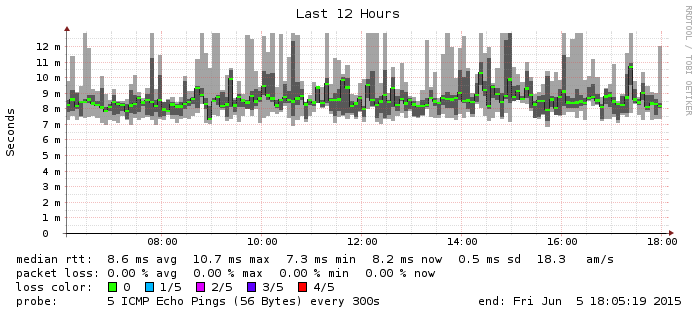 Last 12 Hours
RRDTOOL / TOBI OETIKER
Seconds
12 m
11 m
10 m
9 m
8 m
7 m
6 m
5 m
4 m
3 m
2 m
1 m
0
08:00 10:00 12:00 14:00 16:00 18:00
median rtt: 8.6 ms avg 10.7 ms max 7.3 ms min 8.2 ms now 0.5 ms sd 18.3 am/s
packet loss: 0.00 % avg 0.00 % max 0.00 % min 0.00 % now
loss color: 0 1/5 2/5 3/5 4/5
probe: 5 ICMP Echo Pings (56 Bytes) every 300s end: Fri Jun 5 18:05:19 2015